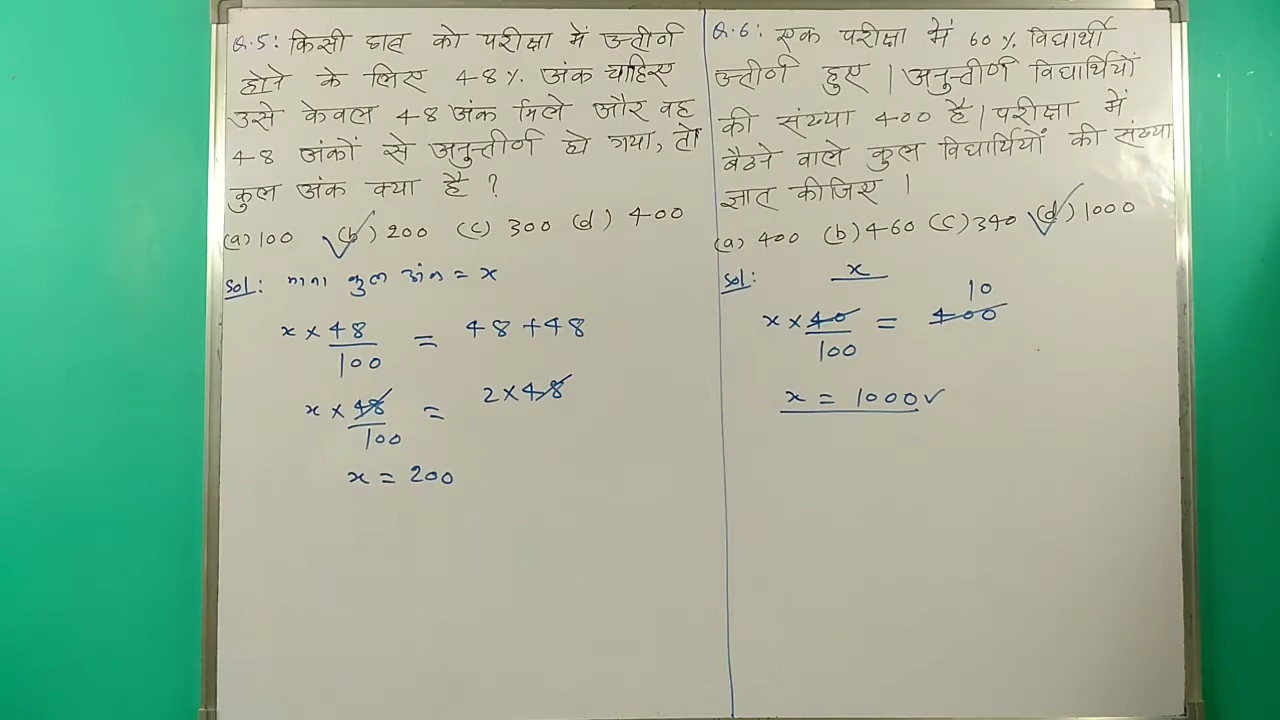 Q.5: किसी छात्र को परीक्षा में उत्तीर्ण
होने के लिए 48% अंक चाहिए
उसे केवल 48 अंक मिले और वह
48 अंकों से अनुत्तीर्ण हो गया, तो
कुल अंक क्या है ?
(a) 100 (b) 200 (c) 300 (d) 400
Sol: माना कुल अंक = x
x × 48/100 = 48 + 48
x × 48/100 = 2 × 48
x = 200
Q.6: एक परीक्षा में 60% विद्यार्थी
उत्तीर्ण हुए | अनुत्तीर्ण विद्यार्थियों
की संख्या 400 है | परीक्षा में
बैठने वाले कुल विद्यार्थियों की संख्या
ज्ञात कीजिए |
(a) 400 (b) 460 (c) 340 (d) 1000
Sol: x
10
x × 40/100 = 400
x = 1000 ✓